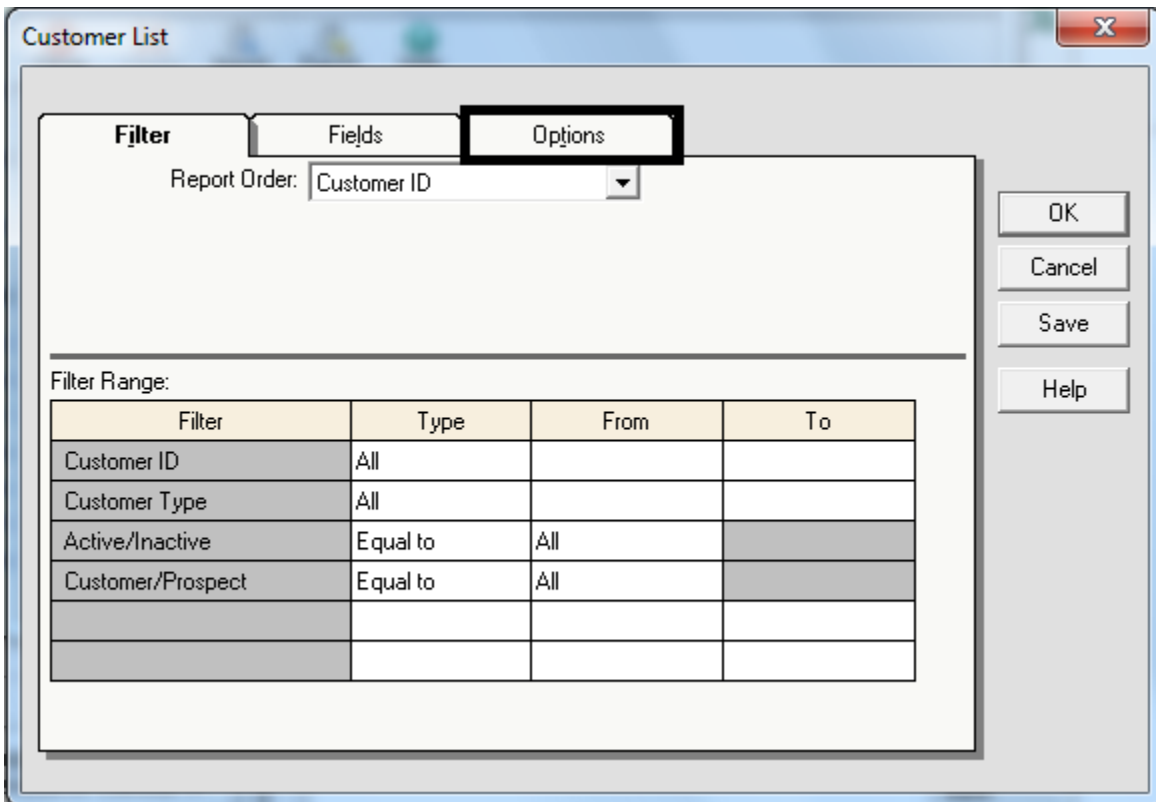 Customer List
Filter Fields Options
Report Order: Customer ID
OK
Cancel
Save
Help
Filter Range:
Filter Type From To
Customer ID All
Customer Type All
Active/Inactive Equal to All
Customer/Prospect Equal to All